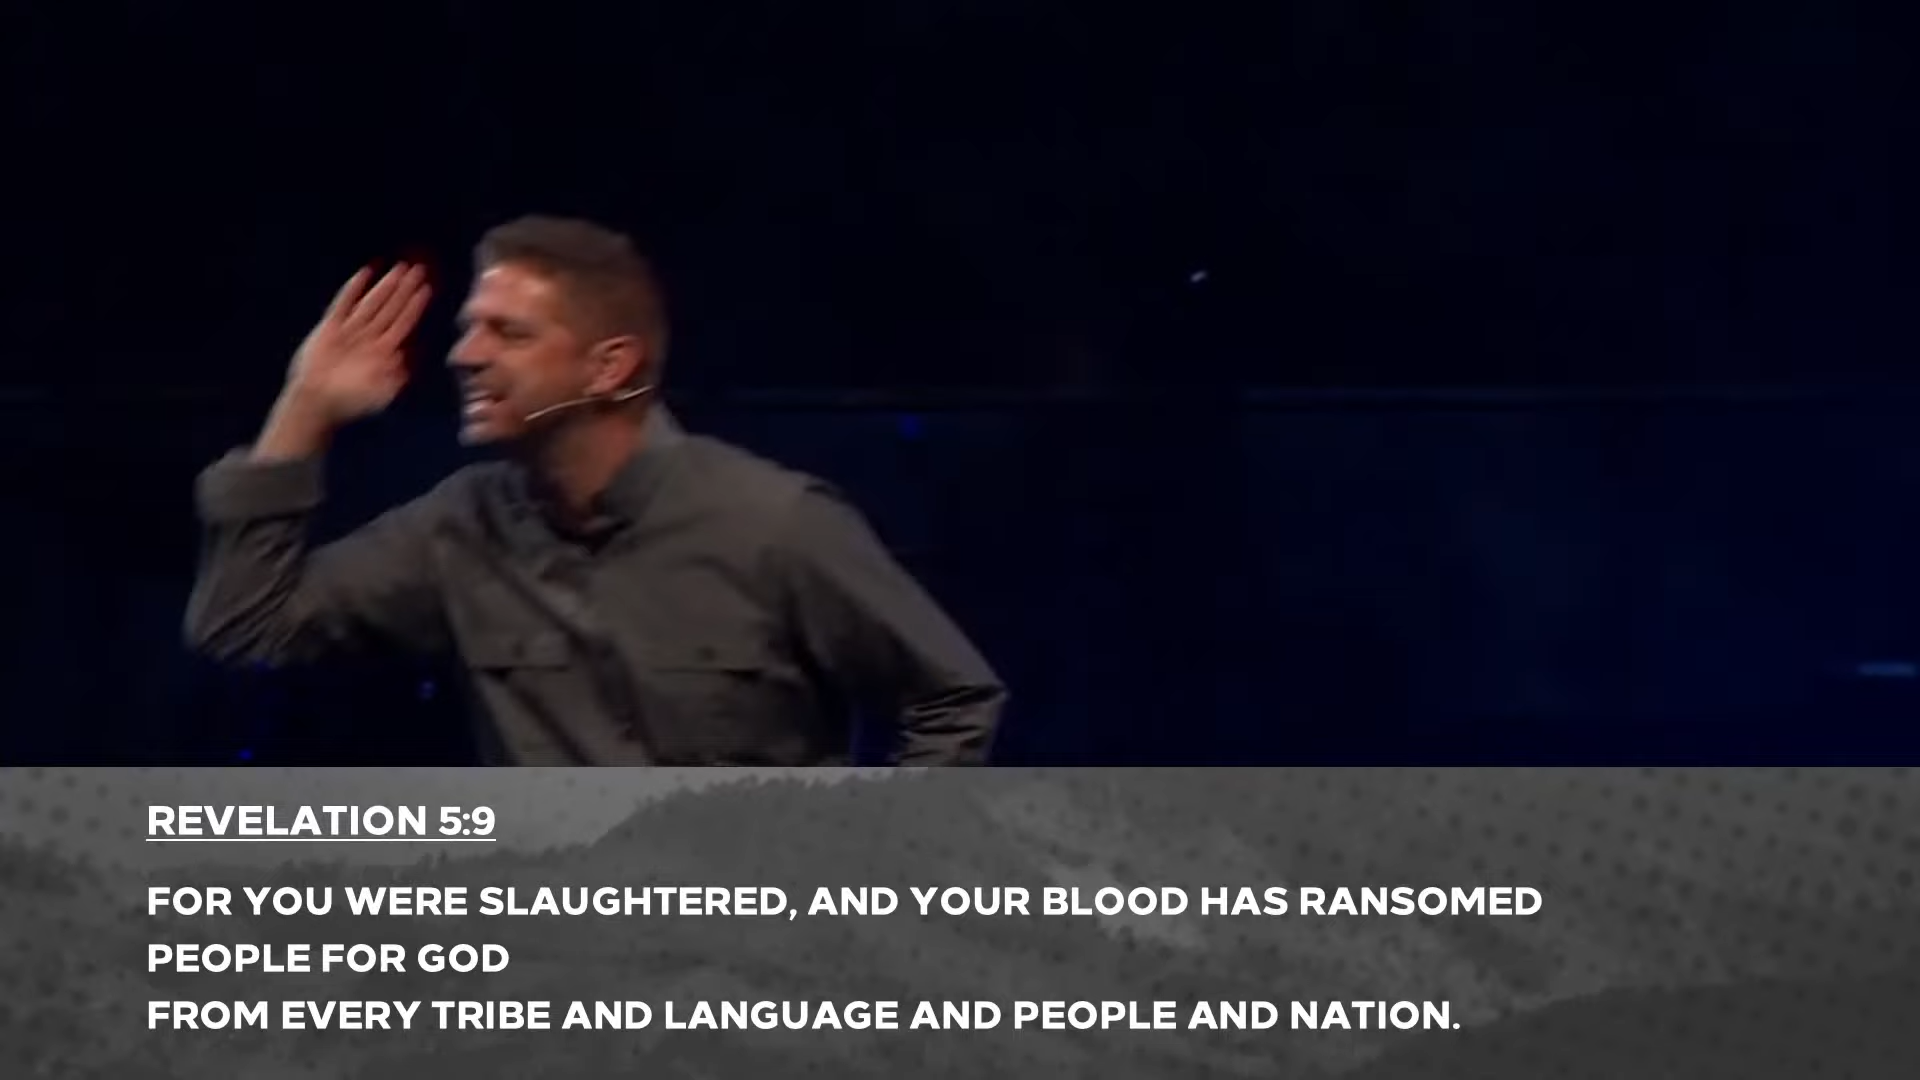 REVELATION 5:9
FOR YOU WERE SLAUGHTERED, AND YOUR BLOOD HAS RANSOMED
PEOPLE FOR GOD
FROM EVERY TRIBE AND LANGUAGE AND PEOPLE AND NATION.